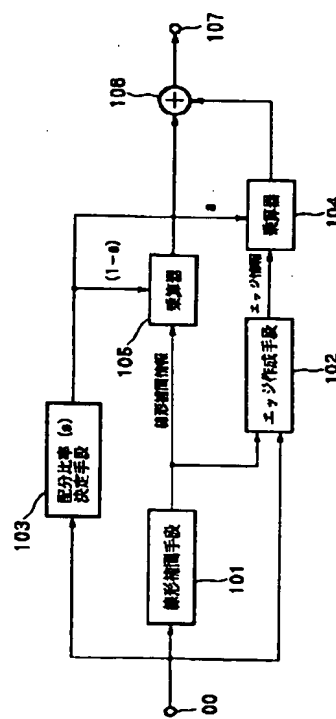 103
配分比率(a)
決定手段
(1-a)
105
乗算器
線形補間情報
106
107
00
線形補間手段
101
エッジ作成手段
102
エッジ情報
a
乗算器
104